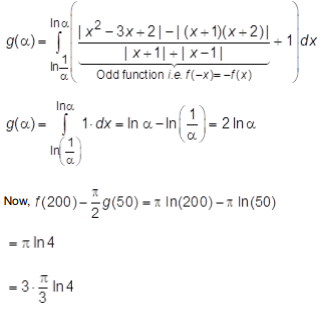 g(α) = ∫_{ln 1/α}^{lnα} ( (|x² − 3x + 2| − |(x + 1)(x + 2)|) / (|x + 1| + |x − 1|) + 1 ) dx
Odd function i.e. f(−x)= −f(x)
g(α) = ∫_{ln(1/α)}^{lnα} 1· dx = ln α − ln(1/α) = 2 ln α
Now, f(200) − π/2 g(50) = π ln(200) − π ln(50)
= π ln 4
= 3 · π/3 ln 4